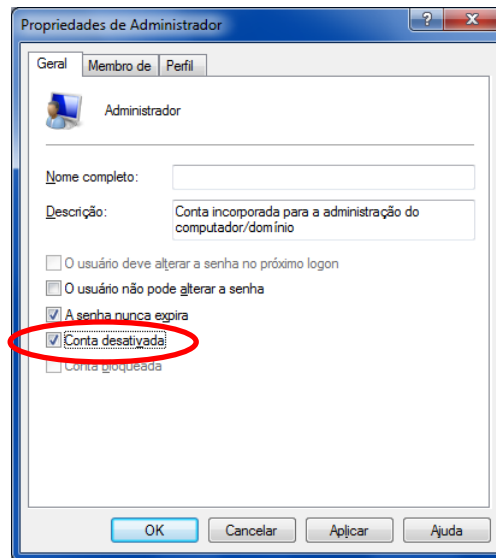 Propriedades de Administrador
Geral Membro de Perfil
Administrador
Nome completo:
Descrição: Conta incorporada para a administração do
computador/domínio
O usuário deve alterar a senha no próximo logon
O usuário não pode alterar a senha
A senha nunca expira
Conta desativada
Conta bloqueada
OK Cancelar Aplicar Ajuda